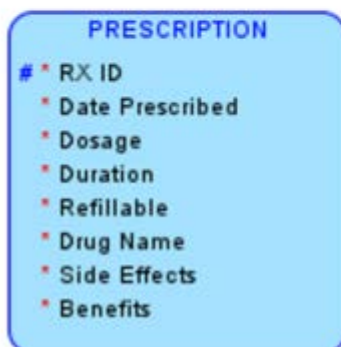 PRESCRIPTION
# * RX ID
* Date Prescribed
* Dosage
* Duration
* Refillable
* Drug Name
* Side Effects
* Benefits